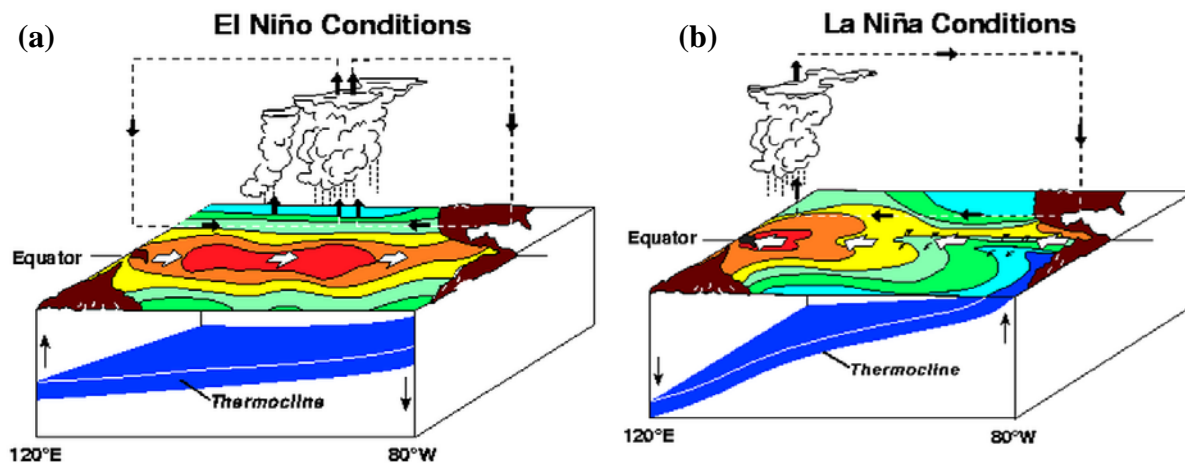 (a)
El Niño Conditions
Equator
Thermocline
120°E
80°W
(b)
La Niña Conditions
Equator
Thermocline
120°E
80°W